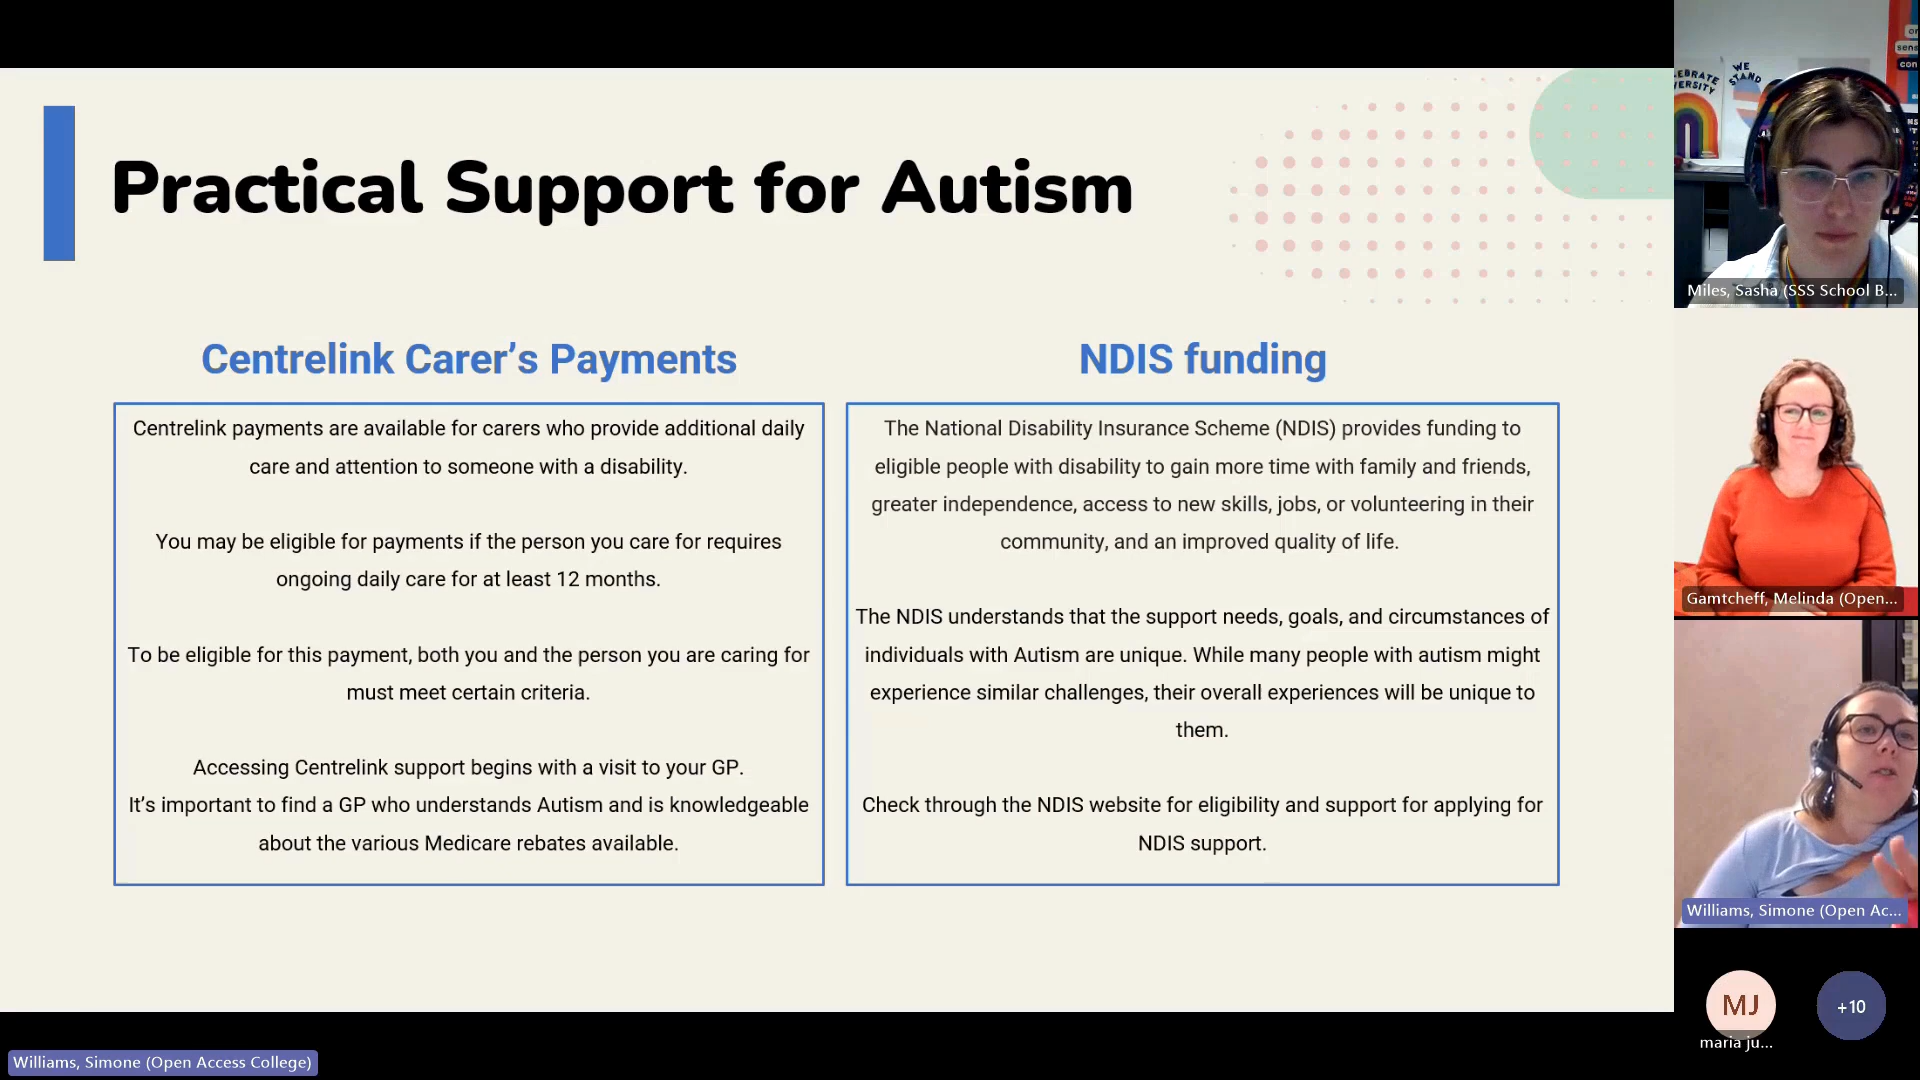 Practical Support for Autism
Centrelink Carer’s Payments
Centrelink payments are available for carers who provide additional daily
care and attention to someone with a disability.
You may be eligible for payments if the person you care for requires
ongoing daily care for at least 12 months.
To be eligible for this payment, both you and the person you are caring for
must meet certain criteria.
Accessing Centrelink support begins with a visit to your GP.
It’s important to find a GP who understands Autism and is knowledgeable
about the various Medicare rebates available.
NDIS funding
The National Disability Insurance Scheme (NDIS) provides funding to
eligible people with disability to gain more time with family and friends,
greater independence, access to new skills, jobs, or volunteering in their
community, and an improved quality of life.
The NDIS understands that the support needs, goals, and circumstances of
individuals with Autism are unique. While many people with autism might
experience similar challenges, their overall experiences will be unique to
them.
Check through the NDIS website for eligibility and support for applying for
NDIS support.
WE
STAND
Miles, Sasha (SSS School B...
Gamtcheff, Melinda (Open...
Williams, Simone (Open Ac...
MJ
+10
maria ju...
Williams, Simone (Open Access College)